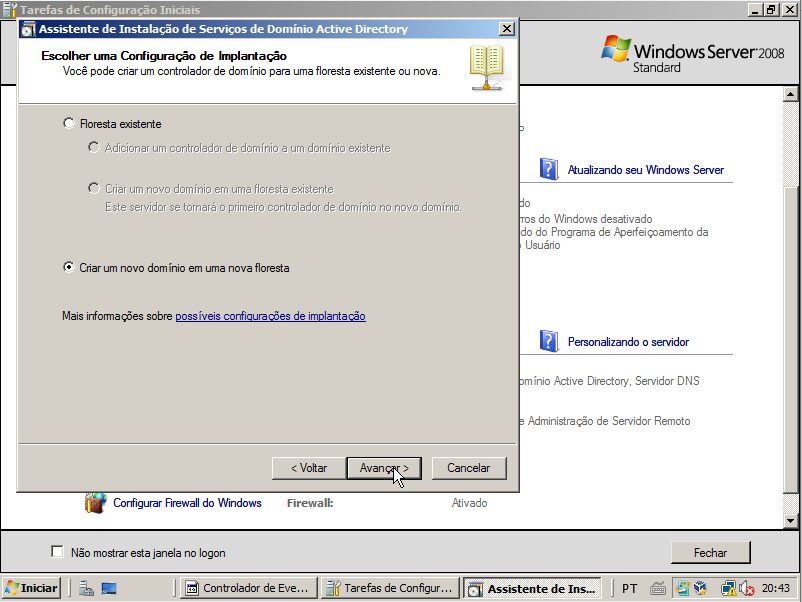 Tarefas de Configuração Iniciais
Assistente de Instalação de Serviços de Domínio Active Directory
Escolher uma Configuração de Implantação
Você pode criar um controlador de domínio para uma floresta existente ou nova.
Windows Server 2008
Standard
Floresta existente
Adicionar um controlador de domínio a um domínio existente
Criar um novo domínio em uma floresta existente
Este servidor se tornará o primeiro controlador de domínio no novo domínio.
Criar um novo domínio em uma nova floresta
Mais informações sobre possíveis configurações de implantação
< Voltar
Avançar >
Cancelar
Atualizando seu Windows Server
do
rros do Windows desativado
do do Programa de Aperfeiçoamento da
o Usuário
Personalizando o servidor
omínio Active Directory, Servidor DNS
e Administração de Servidor Remoto
Configurar Firewall do Windows
Firewall:
Ativado
Não mostrar esta janela no logon
Fechar
Iniciar
Controlador de Eve...
Tarefas de Configur...
Assistente de Ins...
PT
20:43